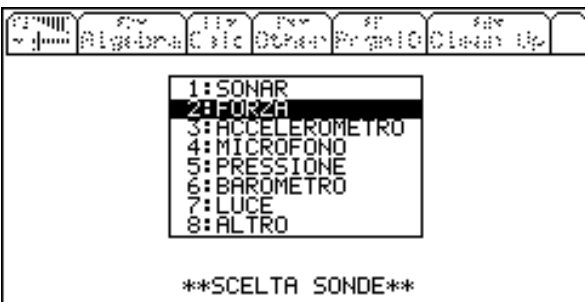 Algebra Calc Other PrgmIO Clean Up
1:SONAR
2:FORZA
3:ACCELEROMETRO
4:MICROFONO
5:PRESSIONE
6:BAROMETRO
7:LUCE
8:ALTRO
**SCELTA SONDE**